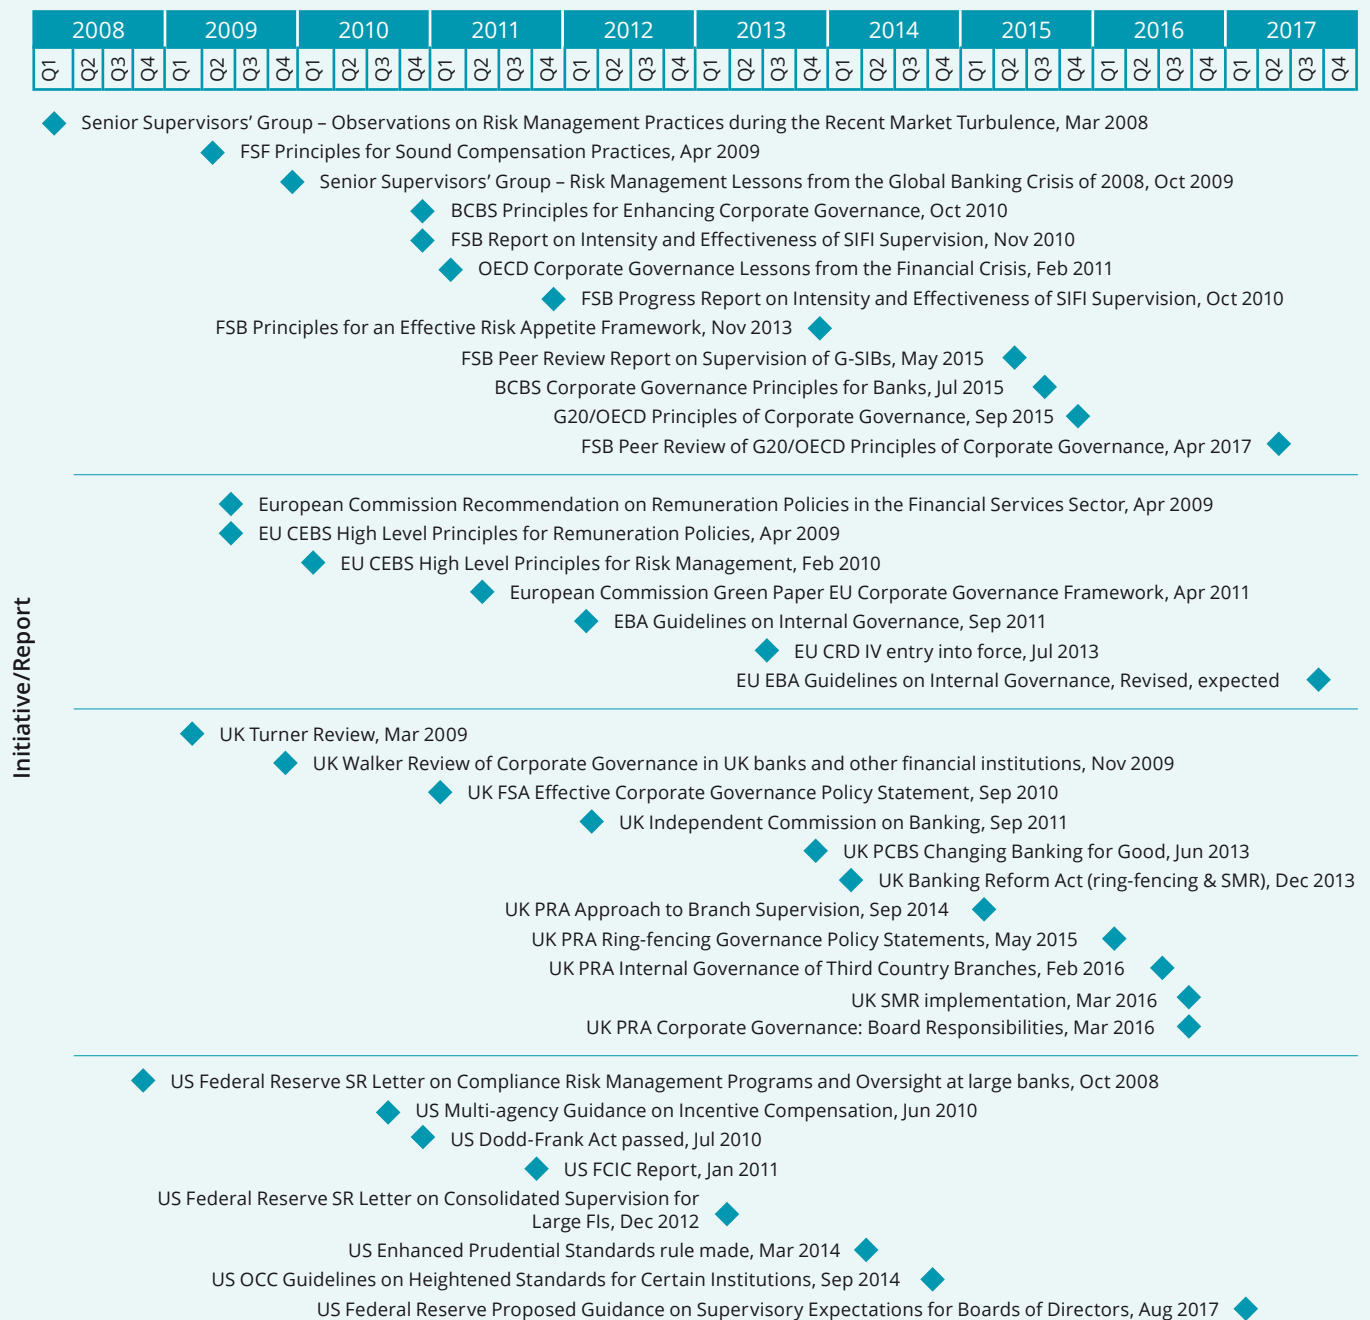 2008 2009 2010 2011 2012 2013 2014 2015 2016 2017
Q1 Q2 Q3 Q4 Q1 Q2 Q3 Q4 Q1 Q2 Q3 Q4 Q1 Q2 Q3 Q4 Q1 Q2 Q3 Q4 Q1 Q2 Q3 Q4 Q1 Q2 Q3 Q4 Q1 Q2 Q3 Q4 Q1 Q2 Q3 Q4 Q1 Q2 Q3 Q4
Initiative/Report
Senior Supervisors’ Group – Observations on Risk Management Practices during the Recent Market Turbulence, Mar 2008
FSF Principles for Sound Compensation Practices, Apr 2009
Senior Supervisors’ Group – Risk Management Lessons from the Global Banking Crisis of 2008, Oct 2009
BCBS Principles for Enhancing Corporate Governance, Oct 2010
FSB Report on Intensity and Effectiveness of SIFI Supervision, Nov 2010
OECD Corporate Governance Lessons from the Financial Crisis, Feb 2011
FSB Progress Report on Intensity and Effectiveness of SIFI Supervision, Oct 2010
FSB Principles for an Effective Risk Appetite Framework, Nov 2013
FSB Peer Review Report on Supervision of G-SIBs, May 2015
BCBS Corporate Governance Principles for Banks, Jul 2015
G20/OECD Principles of Corporate Governance, Sep 2015
FSB Peer Review of G20/OECD Principles of Corporate Governance, Apr 2017
European Commission Recommendation on Remuneration Policies in the Financial Services Sector, Apr 2009
EU CEBS High Level Principles for Remuneration Policies, Apr 2009
EU CEBS High Level Principles for Risk Management, Feb 2010
European Commission Green Paper EU Corporate Governance Framework, Apr 2011
EBA Guidelines on Internal Governance, Sep 2011
EU CRD IV entry into force, Jul 2013
EU EBA Guidelines on Internal Governance, Revised, expected
UK Turner Review, Mar 2009
UK Walker Review of Corporate Governance in UK banks and other financial institutions, Nov 2009
UK FSA Effective Corporate Governance Policy Statement, Sep 2010
UK Independent Commission on Banking, Sep 2011
UK PCBS Changing Banking for Good, Jun 2013
UK Banking Reform Act (ring-fencing & SMR), Dec 2013
UK PRA Approach to Branch Supervision, Sep 2014
UK PRA Ring-fencing Governance Policy Statements, May 2015
UK PRA Internal Governance of Third Country Branches, Feb 2016
UK SMR implementation, Mar 2016
UK PRA Corporate Governance: Board Responsibilities, Mar 2016
US Federal Reserve SR Letter on Compliance Risk Management Programs and Oversight at large banks, Oct 2008
US Multi-agency Guidance on Incentive Compensation, Jun 2010
US Dodd-Frank Act passed, Jul 2010
US FCIC Report, Jan 2011
US Federal Reserve SR Letter on Consolidated Supervision for
Large FIs, Dec 2012
US Enhanced Prudential Standards rule made, Mar 2014
US OCC Guidelines on Heightened Standards for Certain Institutions, Sep 2014
US Federal Reserve Proposed Guidance on Supervisory Expectations for Boards of Directors, Aug 2017